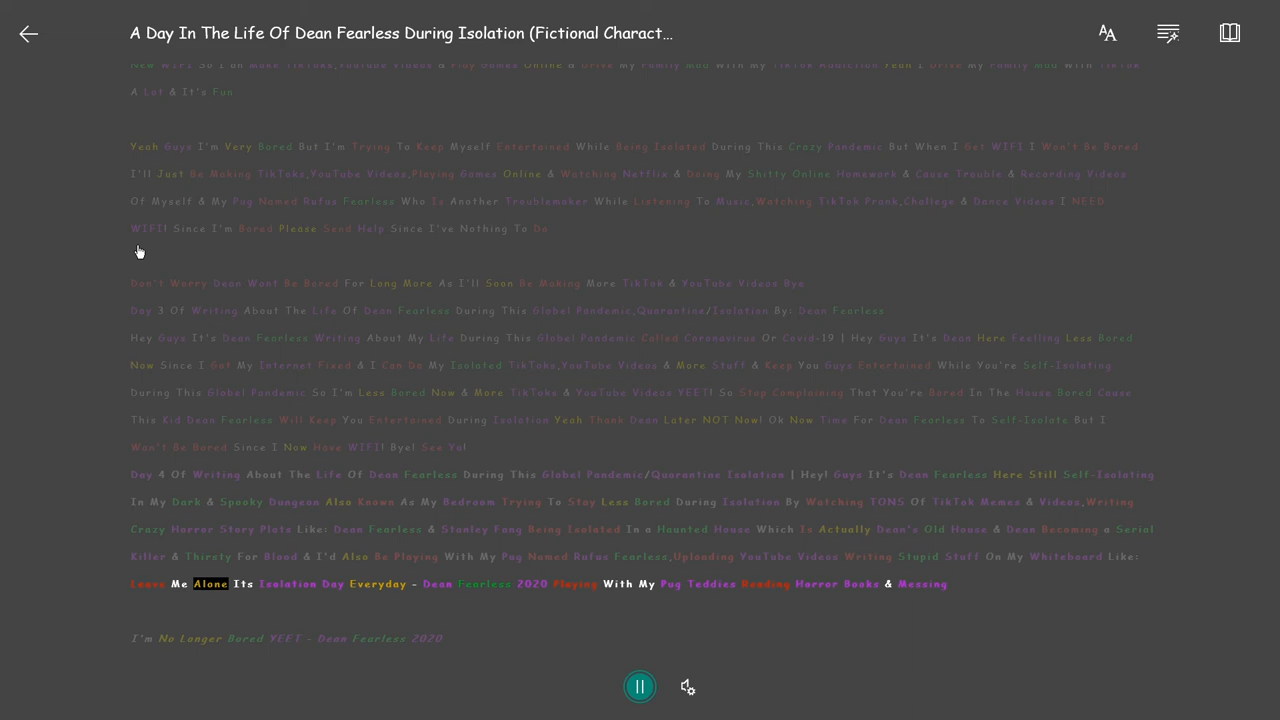 A Day In The Life Of Dean Fearless During Isolation (Fictional Charact...
New WIFI So I an Make TikToks,YouTube Videos & Play Games Online & Drive My Family Mad With My TikTok Addiction Yeah I Drive My Family Mad With TikTok
A Lot & It's Fun
Yeah Guys I'm Very Bored But I'm Trying To Keep Myself Entertained While Being Isolated During This Crazy Pandemic But When I Get WIFI I Won't Be Bored
I'll Just Be Making TikToks,YouTube Videos,Playing Games Online & Watching Netflix & Doing My Shitty Online Homework & Cause Trouble & Recording Videos
Of Myself & My Pug Named Rufas Fearless Who Is Another Troublemaker While Listening To Music,Watching TikTok Prank,Challege & Dance Videos I NEED
WIFI! Since I'm Bored Please Send Help Since I've Nothing To Do
Don't Worry Dean Wont Be Bored For Long More As I'll Soon Be Making More TikTok & YouTube Videos Bye
Day 3 Of Writing About The Life Of Dean Fearless During This Global Pandemic,Quarantine/Isolation By: Dean Fearless
Hey Guys It's Dean Fearless Writing About My Life During This Global Pandemic Called Coronavirus Or Covid-19 | Hey Guys It's Dean Here Feelling Less Bored
Now Since I Got My Internet Fixed & I Can Do My Isolated TikToks,YouTube Videos & More Stuff & Keep You Guys Entertained While You're Self-Isolating
During This Global Pandemic So I'm Less Bored Now & More TikToks & YouTube Videos YEET! So Stop Complaining That You're Bored In The House Bored Cause
This Kid Dean Fearless Will Keep You Entertained During Isolation Yeah Thank Dean Later NOT Now! Ok Now Time For Dean Fearless To Self-Isolate But I
Won't Be Bored Since I Now Have WIFI! Bye! See Ya!
Day 4 Of Writing About The Life Of Dean Fearless During This Global Pandemic/Quarantine Isolation | Hey! Guys It's Dean Fearless Here Still Self-Isolating
In My Dark & Spooky Dungeon Also Known As My Bedroom Trying To Stay Less Bored During Isolation By Watching TONS Of TikTok Memes & Videos,Writing
Crazy Horror Story Plots Like: Dean Fearless & Stanley Fang Being Isolated In a Haunted House Which Is Actually Dean's Old House & Dean Becoming a Serial
Killer & Thirsty For Blood & I'd Also Be Playing With My Pug Named Rufas Fearless,Uploading YouTube Videos Writing Stupid Stuff On My Whiteboard Like:
Leave Me Alone Its Isolation Day Everyday - Dean Fearless 2020 Playing With My Pug Teddies Reading Horror Books & Messing
I'm No Longer Bored YEET - Dean Fearless 2020